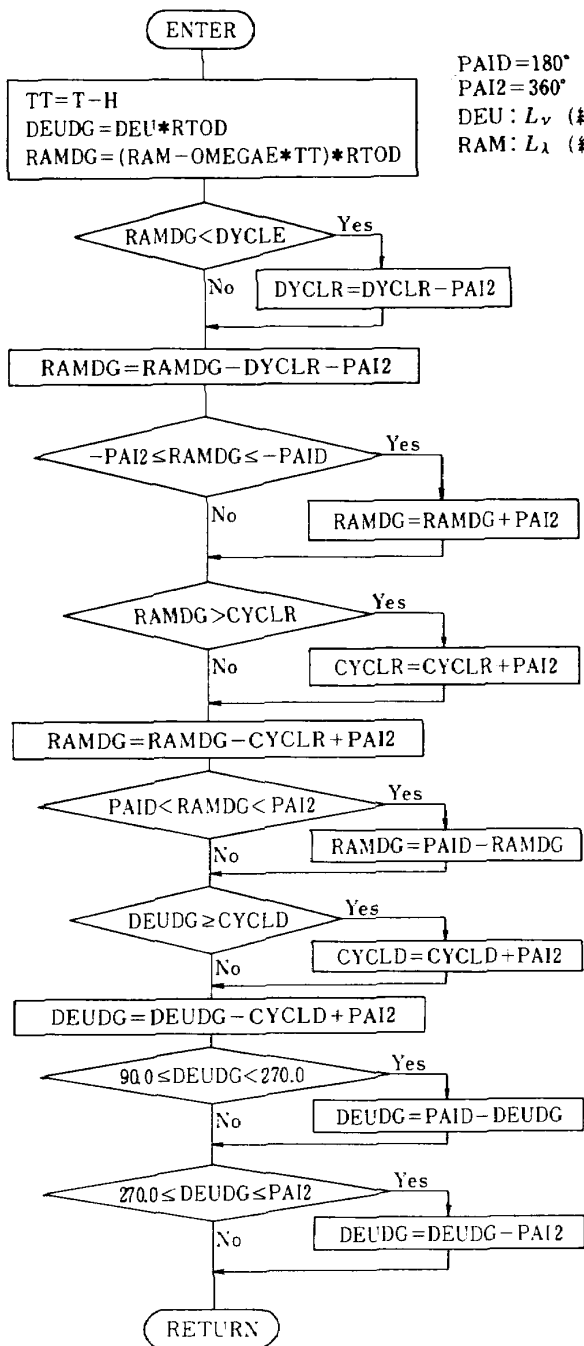 ENTER
PAID=180°
PAI2=360°
DEU: Lν
RAM: Lλ
TT=T-H
DEUDG=DEU*RTOD
RAMDG=(RAM-OMEGAE*TT)*RTOD
RAMDG<DYCLE
Yes
No
DYCLR=DYCLR-PAI2
RAMDG=RAMDG-DYCLR-PAI2
-PAI2≤RAMDG≤-PAID
Yes
No
RAMDG=RAMDG+PAI2
RAMDG>CYCLR
Yes
No
CYCLR=CYCLR+PAI2
RAMDG=RAMDG-CYCLR+PAI2
PAID<RAMDG<PAI2
Yes
No
RAMDG=PAID-RAMDG
DEUDG≥CYCLD
Yes
No
CYCLD=CYCLD+PAI2
DEUDG=DEUDG-CYCLD+PAI2
90.0≤DEUDG<270.0
Yes
No
DEUDG=PAID-DEUDG
270.0≤DEUDG≤PAI2
Yes
No
DEUDG=DEUDG-PAI2
RETURN